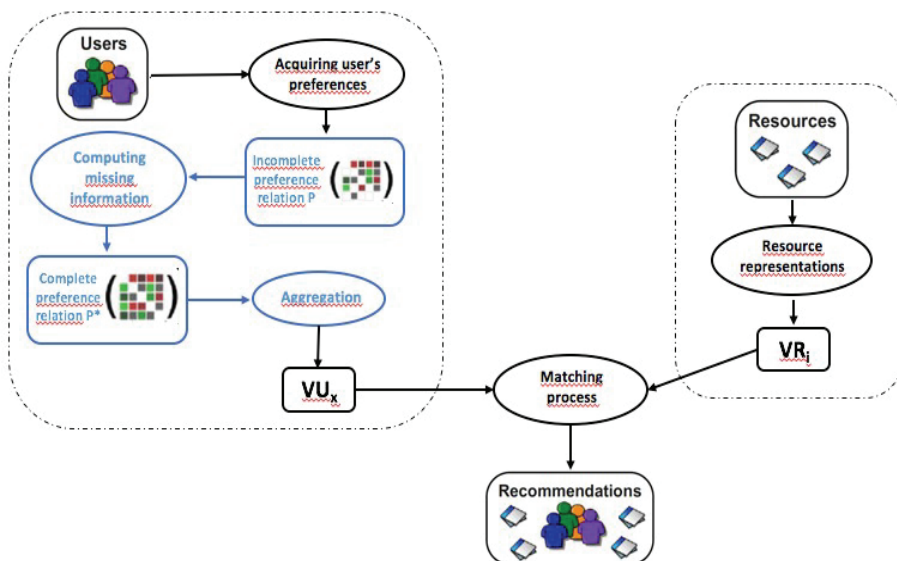 Users
Acquiring user's
preferences
Incomplete
preference
relation P
Computing
missing
information
Complete
preference
relation P*
Aggregation
VUₓ
Resources
Resource
representations
VRᵢ
Matching
process
Recommendations